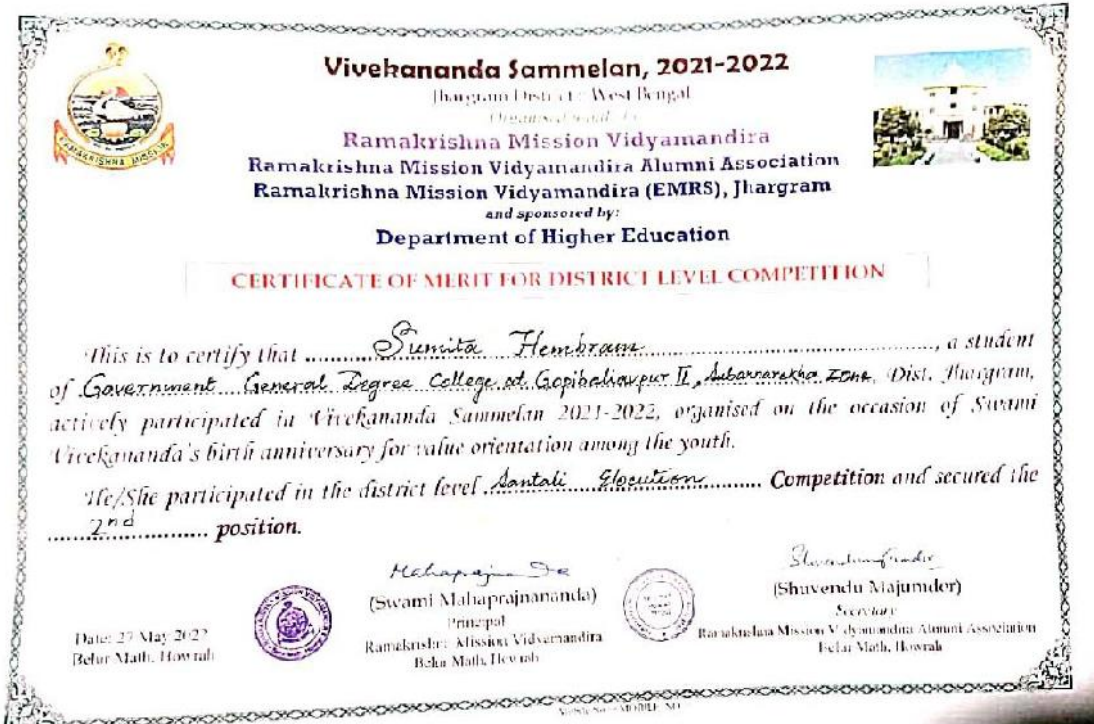 Vivekananda Sammelan, 2021-2022
Jhargram District : West Bengal
Ramakrishna Mission Vidyamandira
Ramakrishna Mission Vidyamandira Alumni Association
Ramakrishna Mission Vidyamandira (EMRS), Jhargram
and sponsored by:
Department of Higher Education
RAMAKRISHNA MISSION
CERTIFICATE OF MERIT FOR DISTRICT LEVEL COMPETITION
This is to certify that Sumita Hembram, a student
of Government General Degree College at Gopiballavpur II, Subarnarekha Zone, Dist. Jhargram,
actively participated in Vivekananda Sammelan 2021-2022, organised on the occasion of Swami
Vivekananda's birth anniversary for value orientation among the youth.
He/She participated in the district level Santali Elocution Competition and secured the
2nd position.
(Swami Mahaprajnananda)
Principal
Ramakrishna Mission Vidyamandira
Belur Math, Howrah
(Shuvendu Majumder)
Secretary
Ramakrishna Mission Vidyamandira Alumni Association
Belur Math, Howrah
Date: 27 May 2022
Belur Math, Howrah